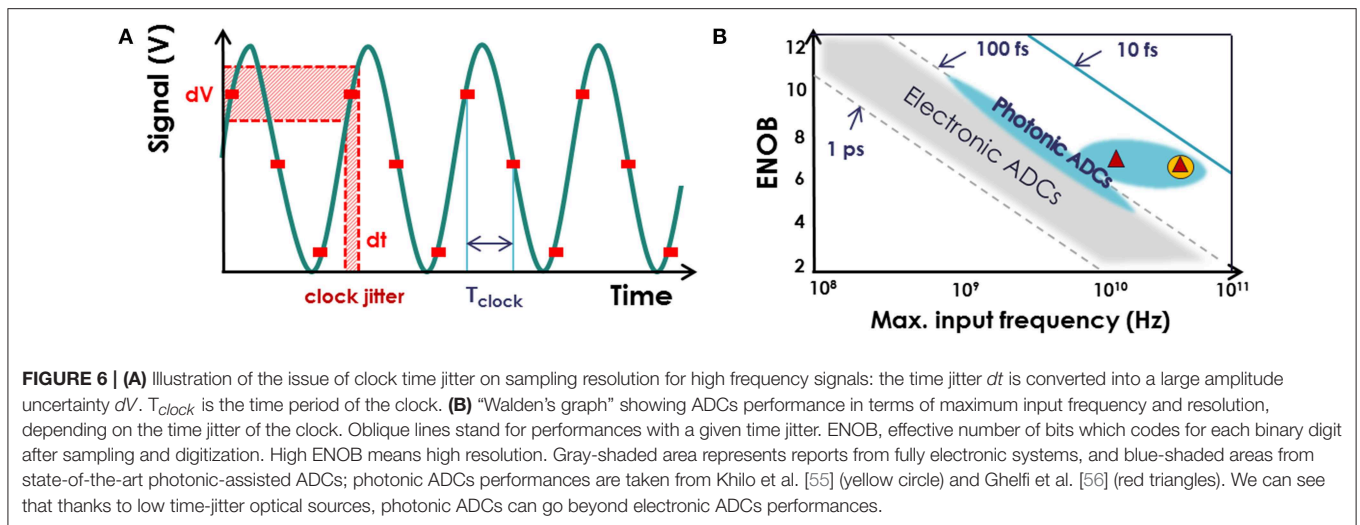 A
Signal (V)
dV
dt
clock jitter
T_clock
Time
B
ENOB
12
10
8
6
4
2
100 fs
10 fs
1 ps
Electronic ADCs
Photonic ADCs
10^8
10^9
10^10
10^11
Max. input frequency (Hz)
FIGURE 6 | (A) Illustration of the issue of clock time jitter on sampling resolution for high frequency signals: the time jitter dt is converted into a large amplitude
uncertainty dV. T_clock is the time period of the clock. (B) “Walden’s graph” showing ADCs performance in terms of maximum input frequency and resolution,
depending on the time jitter of the clock. Oblique lines stand for performances with a given time jitter. ENOB, effective number of bits which codes for each binary digit
after sampling and digitization. High ENOB means high resolution. Gray-shaded area represents reports from fully electronic systems, and blue-shaded areas from
state-of-the-art photonic-assisted ADCs; photonic ADCs performances are taken from Khilo et al. [55] (yellow circle) and Ghelfi et al. [56] (red triangles). We can see
that thanks to low time-jitter optical sources, photonic ADCs can go beyond electronic ADCs performances.